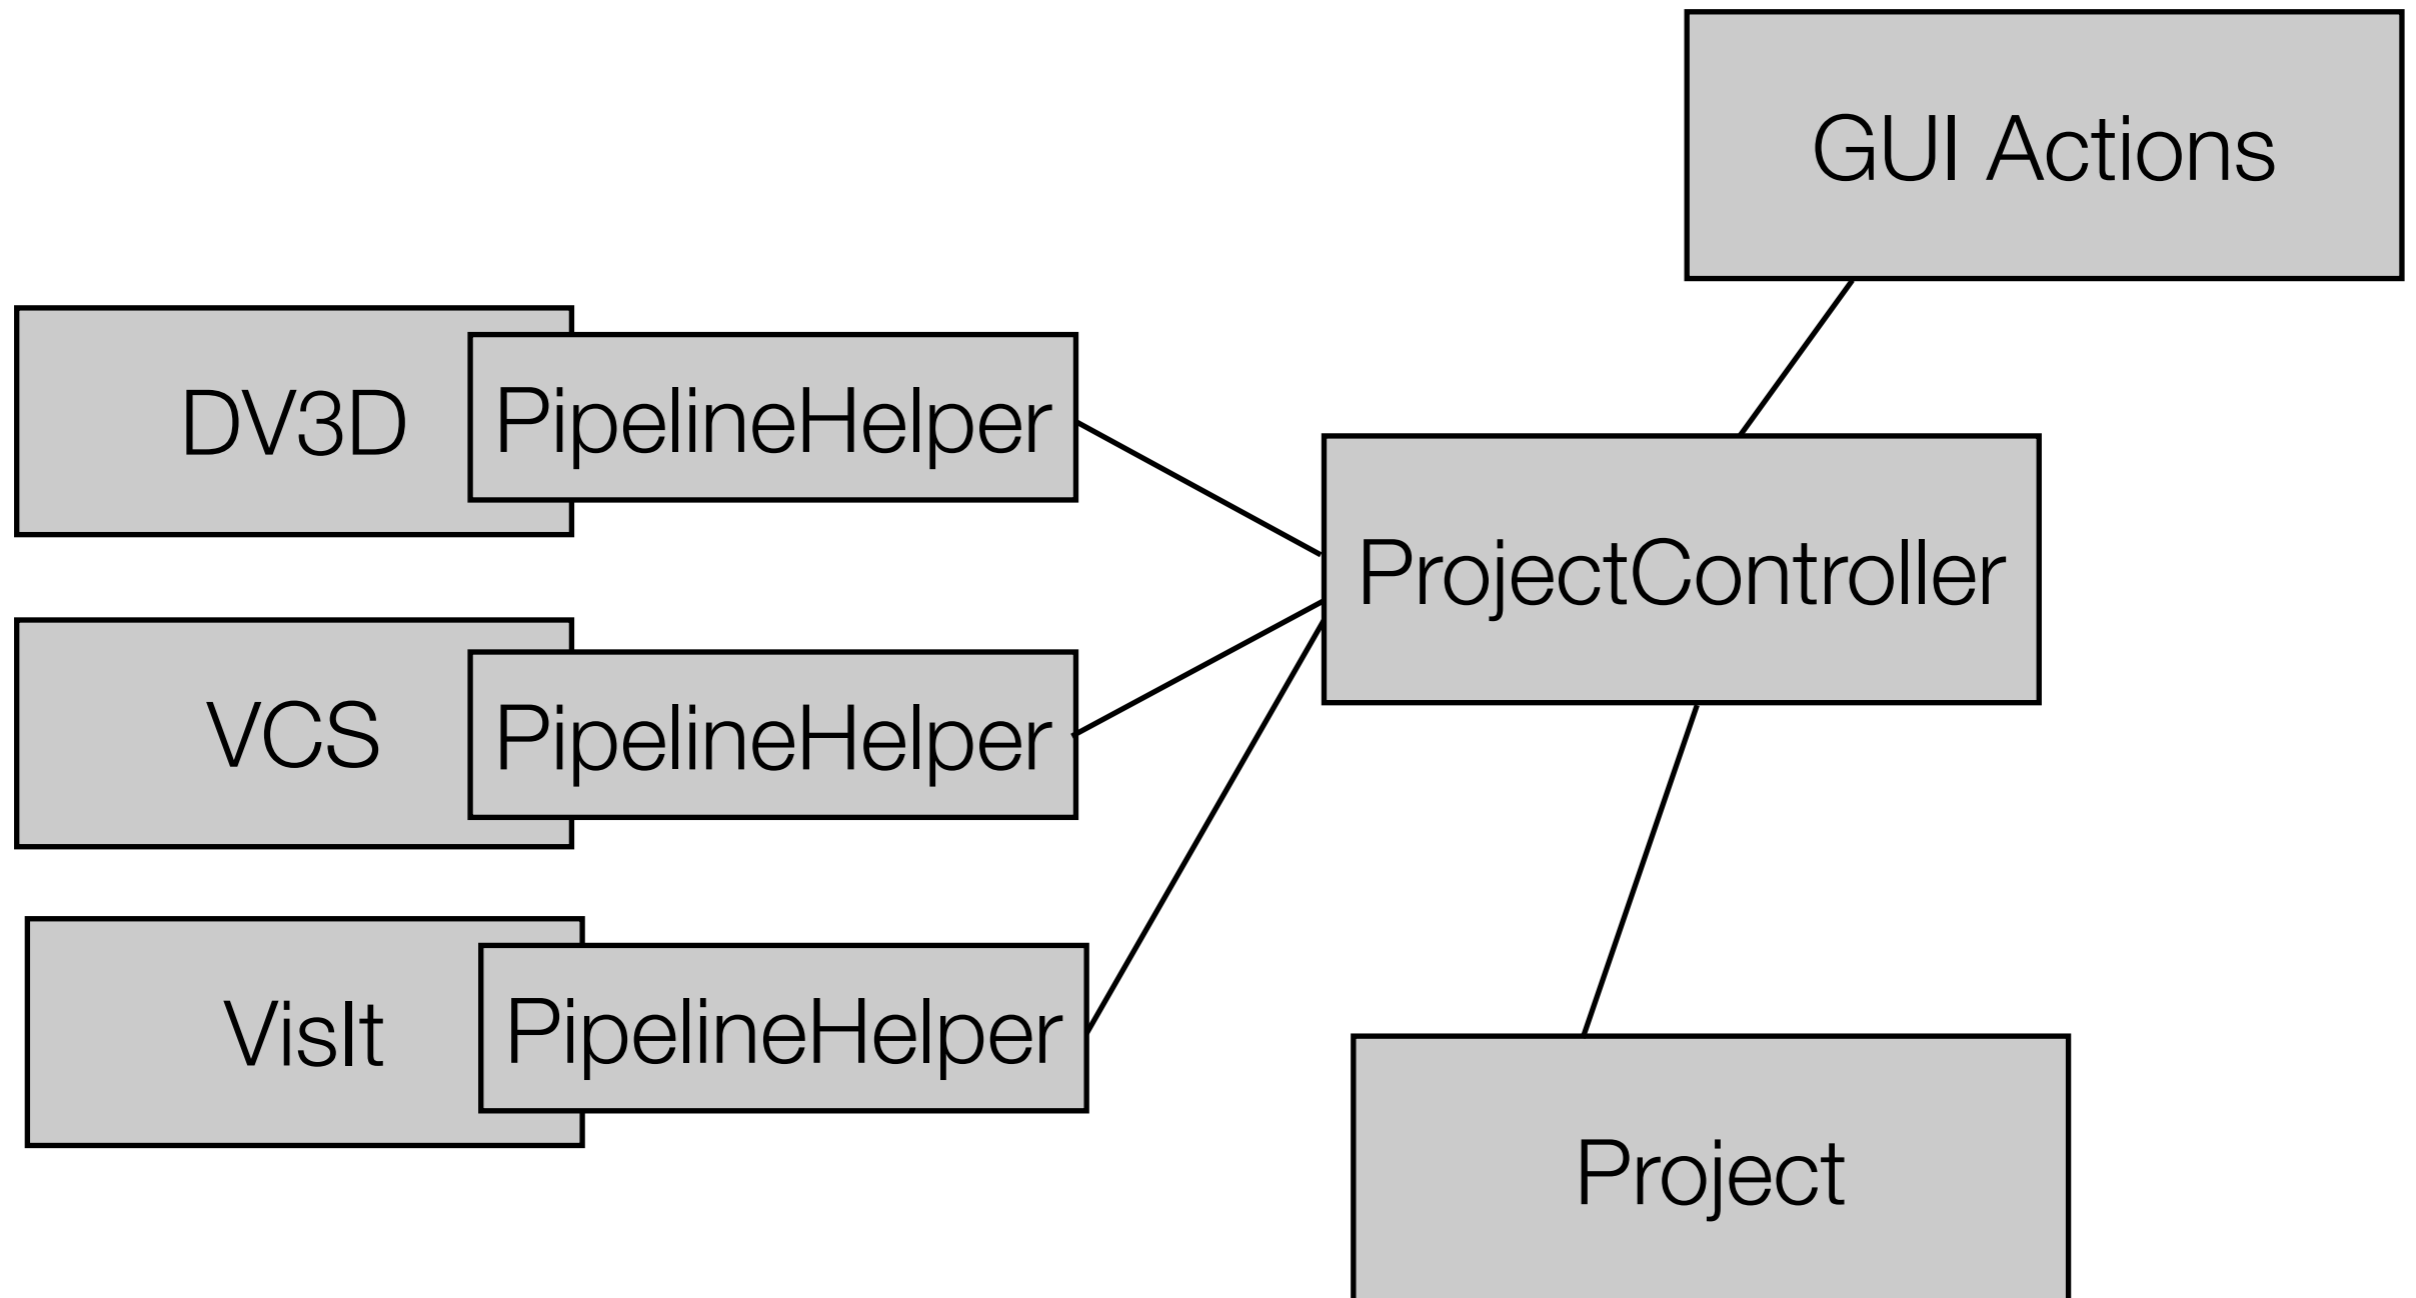 GUI Actions
DV3D
PipelineHelper
ProjectController
VCS
PipelineHelper
VisIt
PipelineHelper
Project